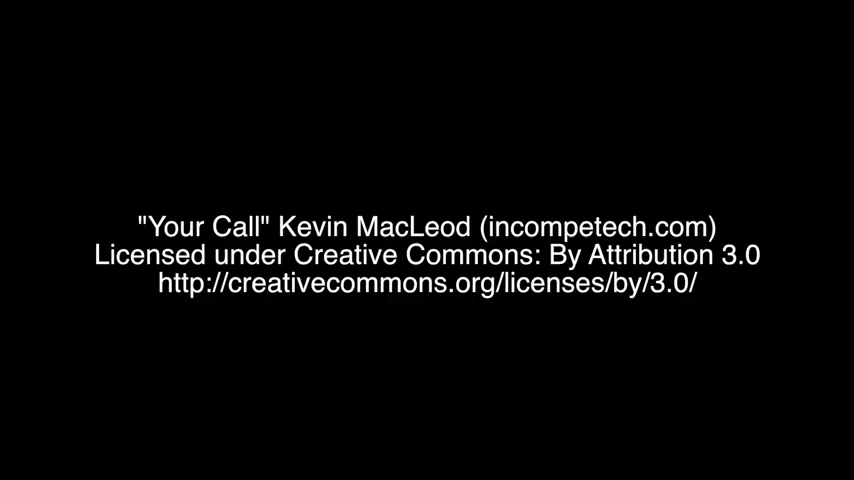 "Your Call" Kevin MacLeod (incompetech.com)
Licensed under Creative Commons: By Attribution 3.0
http://creativecommons.org/licenses/by/3.0/